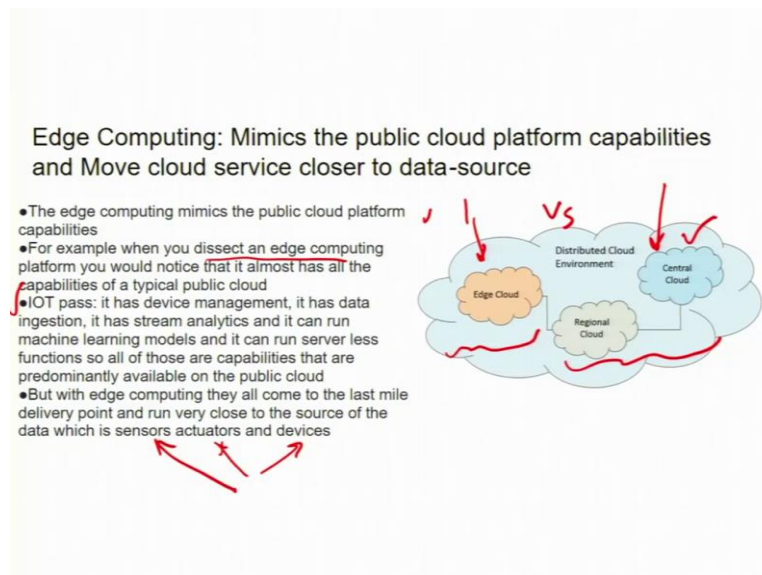 Edge Computing: Mimics the public cloud platform capabilities
and Move cloud service closer to data-source
●The edge computing mimics the public cloud platform
capabilities
●For example when you dissect an edge computing
platform you would notice that it almost has all the
capabilities of a typical public cloud
●IOT pass: it has device management, it has data
ingestion, it has stream analytics and it can run
machine learning models and it can run server less
functions so all of those are capabilities that are
predominantly available on the public cloud
●But with edge computing they all come to the last mile
delivery point and run very close to the source of the
data which is sensors actuators and devices
VS
Distributed Cloud
Environment
Edge Cloud
Central
Cloud
Regional
Cloud